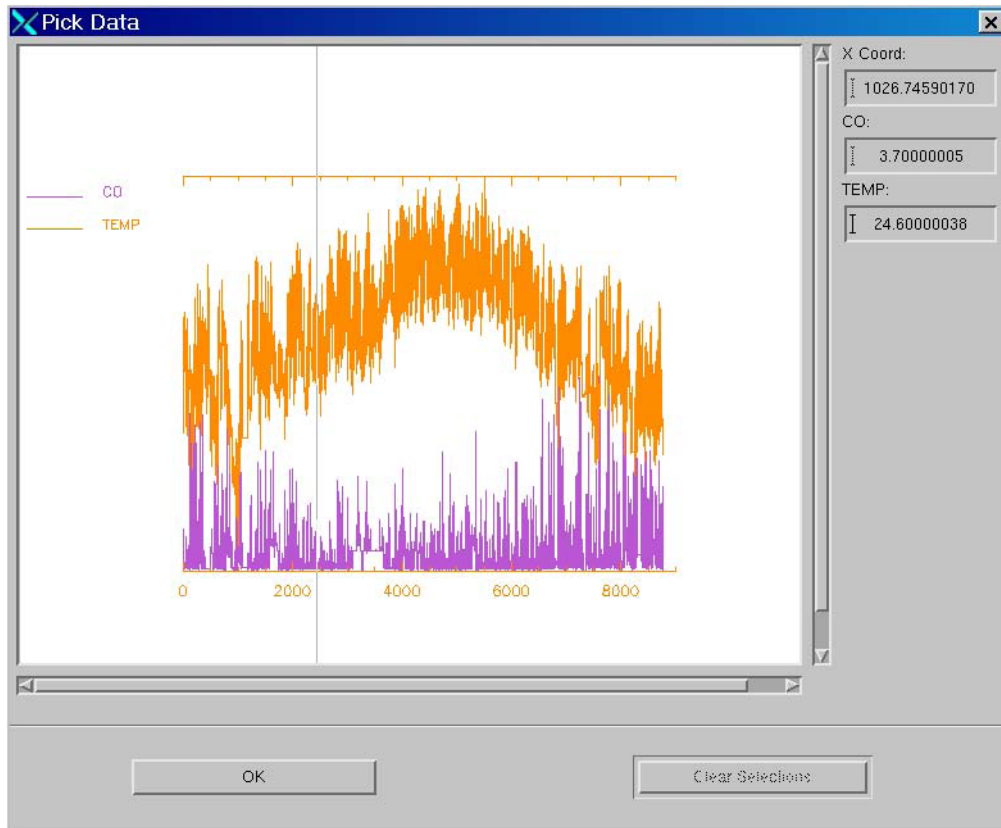 Pick Data
X Coord:
1026.74590170
CO:
3.70000005
TEMP:
24.60000038
CO
TEMP
0 2000 4000 6000 8000
OK
Clear Selections